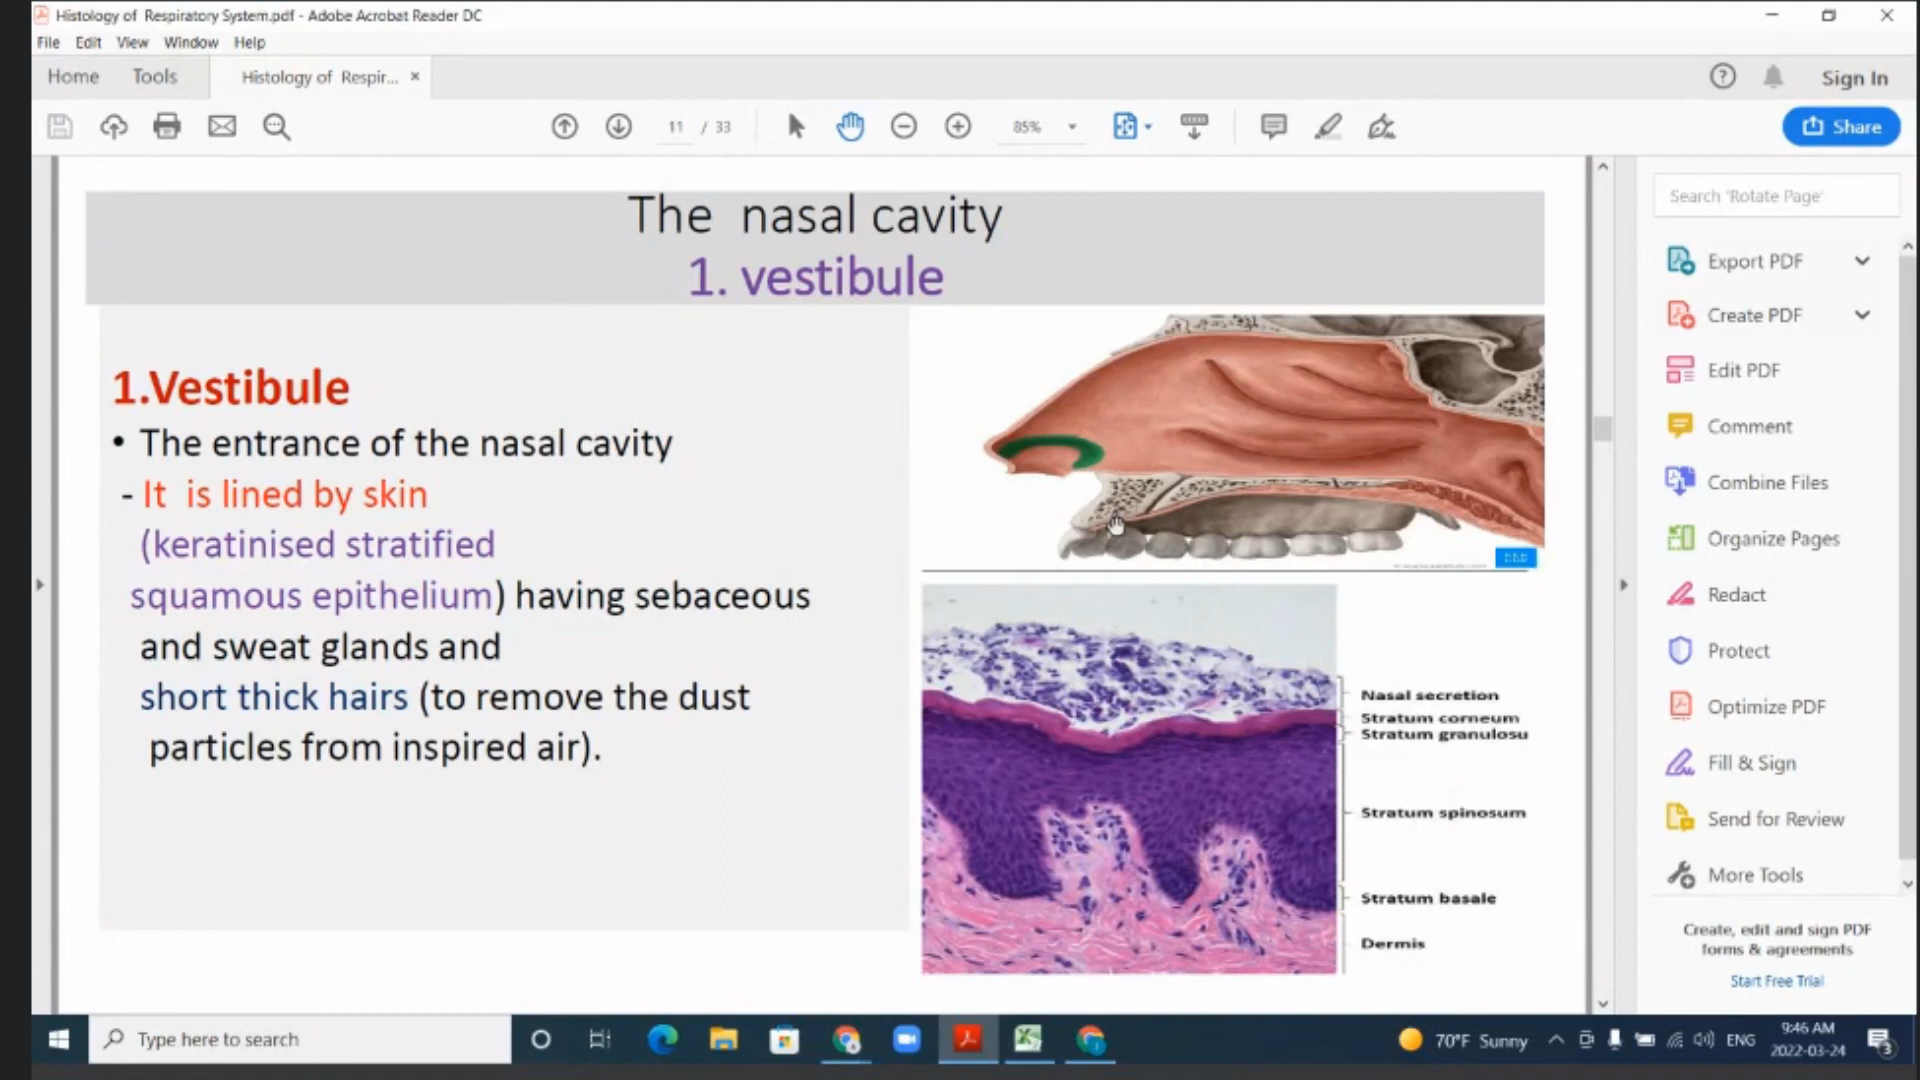 Histology of Respiratory System.pdf - Adobe Acrobat Reader DC
File Edit View Window Help
Home Tools Histology of Respir... ×
Sign In
11 / 33
85%
Share
The nasal cavity
1. vestibule
1.Vestibule
• The entrance of the nasal cavity
- It is lined by skin
(keratinised stratified
squamous epithelium) having sebaceous
and sweat glands and
short thick hairs (to remove the dust
particles from inspired air).
Nasal secretion
Stratum corneum
Stratum granulosu
Stratum spinosum
Stratum basale
Dermis
Search 'Rotate Page'
Export PDF
Create PDF
Edit PDF
Comment
Combine Files
Organize Pages
Redact
Protect
Optimize PDF
Fill & Sign
Send for Review
More Tools
Create, edit and sign PDF
forms & agreements
Start Free Trial
Type here to search
70°F Sunny
ENG
9:46 AM
2022-03-24
3